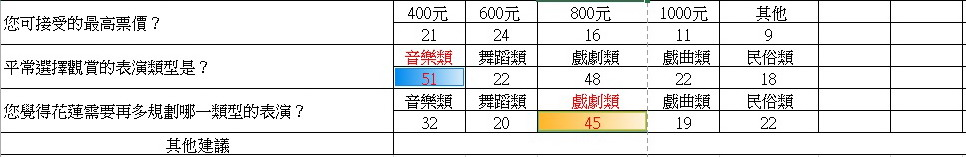 您可接受的最高票價？ 400元 600元 800元 1000元 其他
21 24 16 11 9
平常選擇觀賞的表演類型是？ 音樂類 舞蹈類 戲劇類 戲曲類 民俗類
51 22 48 22 18
您覺得花蓮需要再多規劃哪一類型的表演？ 音樂類 舞蹈類 戲劇類 戲曲類 民俗類
32 20 45 19 22
其他建議